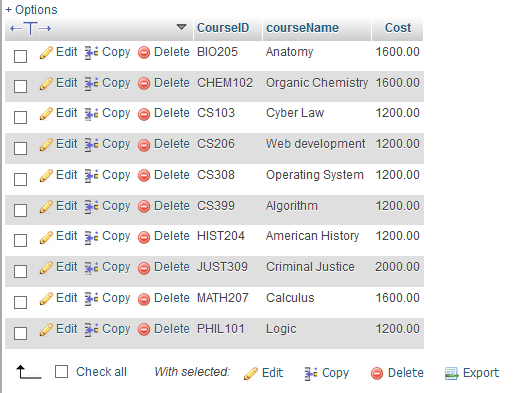 + Options
CourseID courseName Cost
Edit Copy Delete BIO205 Anatomy 1600.00
Edit Copy Delete CHEM102 Organic Chemistry 1600.00
Edit Copy Delete CS103 Cyber Law 1200.00
Edit Copy Delete CS206 Web development 1200.00
Edit Copy Delete CS308 Operating System 1200.00
Edit Copy Delete CS399 Algorithm 1200.00
Edit Copy Delete HIST204 American History 1200.00
Edit Copy Delete JUST309 Criminal Justice 2000.00
Edit Copy Delete MATH207 Calculus 1600.00
Edit Copy Delete PHIL101 Logic 1200.00
Check all With selected: Edit Copy Delete Export